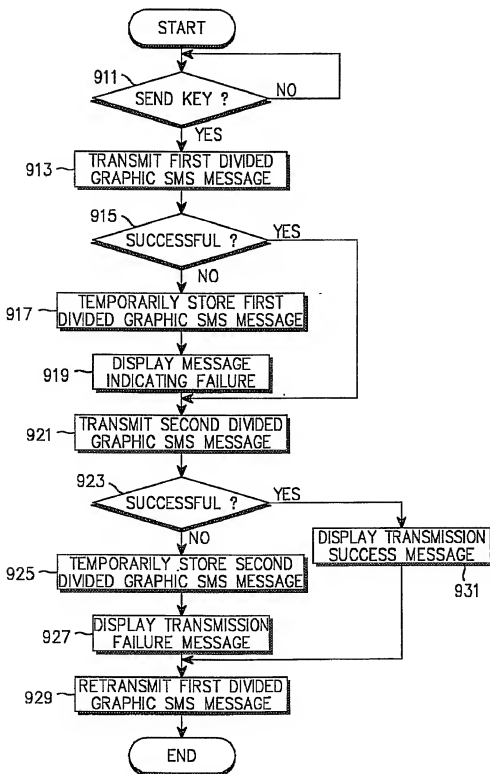 START
911
SEND KEY ?
NO
YES
913
TRANSMIT FIRST DIVIDED
GRAPHIC SMS MESSAGE
915
SUCCESSFUL ?
YES
NO
917
TEMPORARILY STORE FIRST
DIVIDED GRAPHIC SMS MESSAGE
919
DISPLAY MESSAGE
INDICATING FAILURE
921
TRANSMIT SECOND DIVIDED
GRAPHIC SMS MESSAGE
923
SUCCESSFUL ?
YES
NO
DISPLAY TRANSMISSION
SUCCESS MESSAGE
931
925
TEMPORARILY STORE SECOND
DIVIDED GRAPHIC SMS MESSAGE
927
DISPLAY TRANSMISSION
FAILURE MESSAGE
929
RETRANSMIT FIRST DIVIDED
GRAPHIC SMS MESSAGE
END